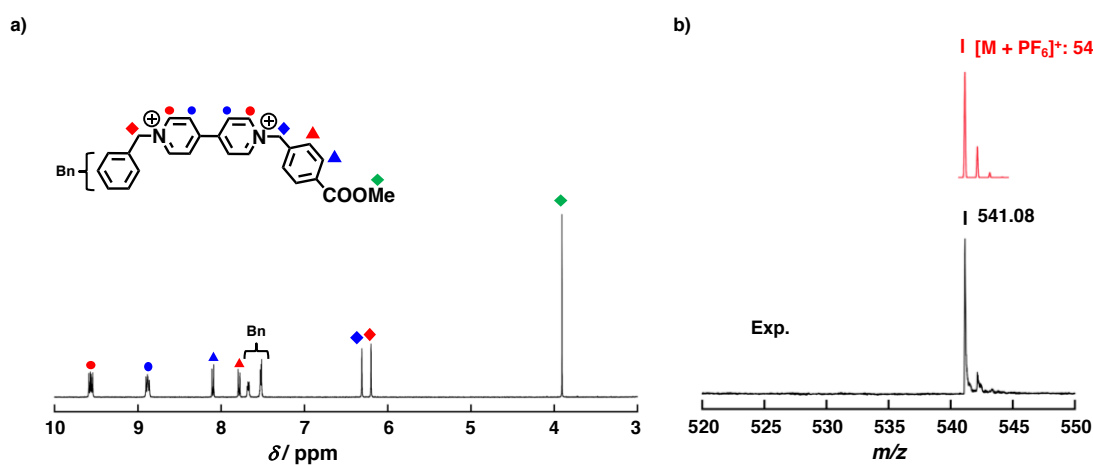 a)
b)
[M + PF6]+: 54
N
N
Bn
COOMe
541.08
Bn
Exp.
10 9 8 7 6 5 4 3
520 525 530 535 540 545 550
δ / ppm
m/z